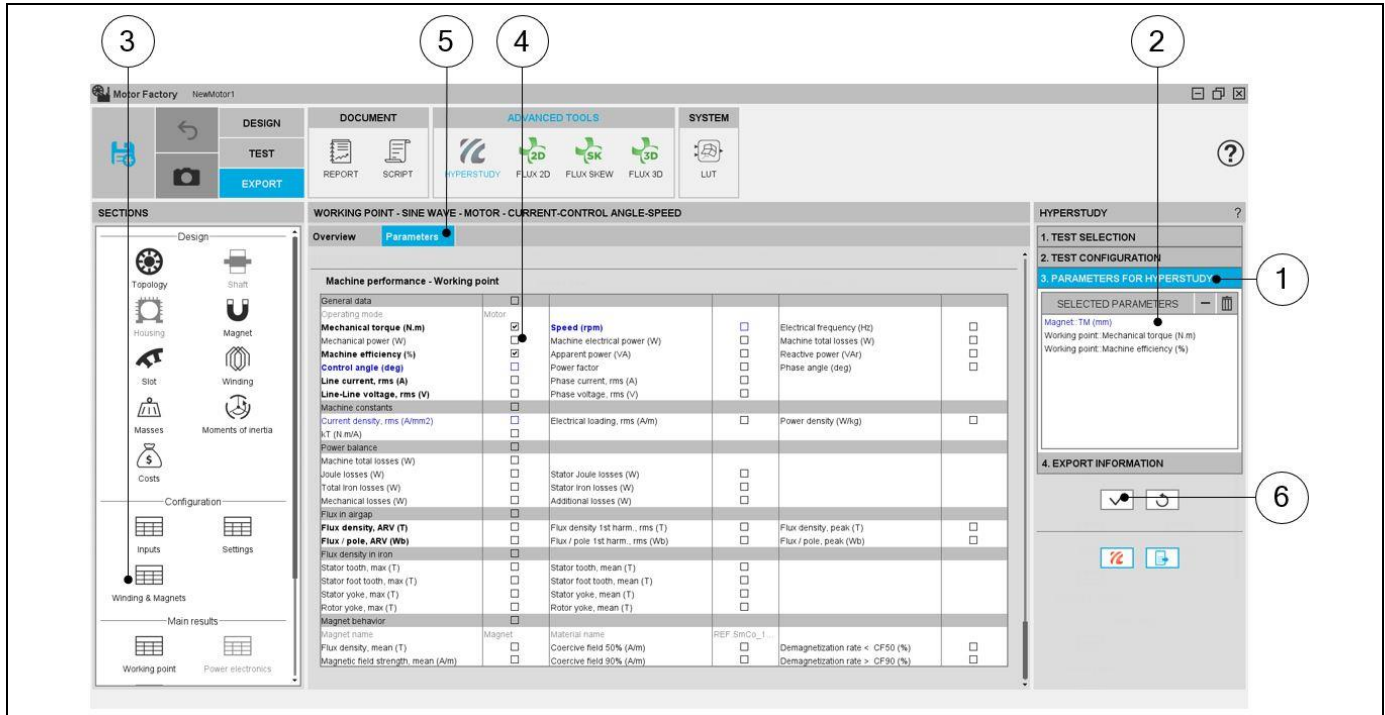 3
5
4
2
Motor Factory NewMotor1
DESIGN
TEST
EXPORT
DOCUMENT
REPORT SCRIPT
ADVANCED TOOLS
HYPERSTUDY FLUX 2D FLUX SKEW FLUX 3D
2D SK 3D
SYSTEM
LUT
?
SECTIONS
Design
Topology Shaft
Housing Magnet
Slot Winding
Masses Moments of inertia
$
Costs
Configuration
Inputs Settings
Winding & Magnets
Main results
Working point Power electronics
WORKING POINT - SINE WAVE - MOTOR - CURRENT-CONTROL ANGLE-SPEED
Overview Parameters
Machine performance - Working point
General data
Operating mode Motor
Mechanical torque (N.m) Speed (rpm) Electrical frequency (Hz)
Mechanical power (W) Machine electrical power (W) Machine total losses (W)
Machine efficiency (%) Apparent power (VA) Reactive power (VAr)
Control angle (deg) Power factor Phase angle (deg)
Line current, rms (A) Phase current, rms (A)
Line-Line voltage, rms (V) Phase voltage, rms (V)
Machine constants
Current density, rms (A/mm2) Electrical loading, rms (A/m) Power density (W/kg)
kT (N.m/A)
Power balance
Machine total losses (W)
Joule losses (W) Stator Joule losses (W)
Total Iron losses (W) Stator Iron losses (W)
Mechanical losses (W) Additional losses (W)
Flux in airgap
Flux density, ARV (T) Flux density 1st harm., rms (T) Flux density, peak (T)
Flux / pole, ARV (Wb) Flux / pole 1st harm., rms (Wb) Flux / pole, peak (Wb)
Flux density in iron
Stator tooth, max (T) Stator tooth, mean (T)
Stator foot tooth, max (T) Stator foot tooth, mean (T)
Stator yoke, max (T) Stator yoke, mean (T)
Rotor yoke, max (T) Rotor yoke, mean (T)
Magnet behavior
Magnet name Magnet Material name REF SmCo_1...
Flux density, mean (T) Coercive field 50% (A/m) Demagnetization rate < CF50 (%)
Magnetic field strength, mean (A/m) Coercive field 90% (A/m) Demagnetization rate > CF90 (%)
HYPERSTUDY ?
1. TEST SELECTION
2. TEST CONFIGURATION
3. PARAMETERS FOR HYPERSTUDY
1
SELECTED PARAMETERS
Magnet::TM (mm)
Working point::Mechanical torque (N.m)
Working point::Machine efficiency (%)
4. EXPORT INFORMATION
6